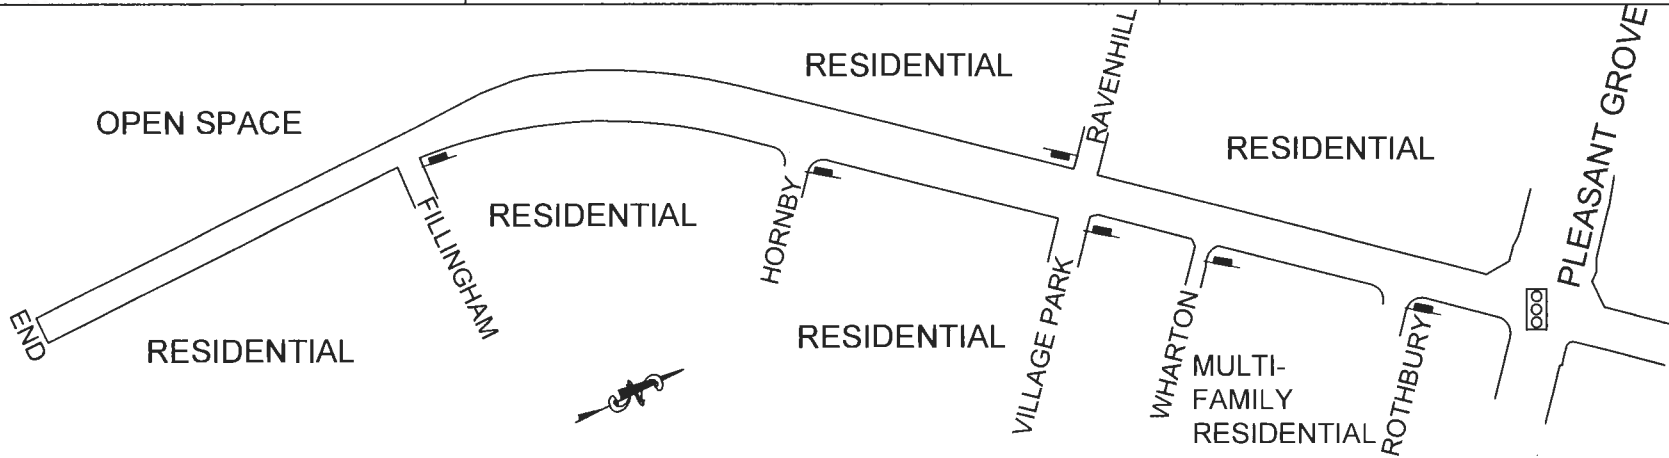 RESIDENTIAL
RAVENHILL
PLEASANT GROVE
OPEN SPACE
RESIDENTIAL
RESIDENTIAL
FILLINGHAM
HORNBY
END
RESIDENTIAL
RESIDENTIAL
VILLAGE PARK
WHARTON
MULTI-
FAMILY
RESIDENTIAL
ROTHBURY